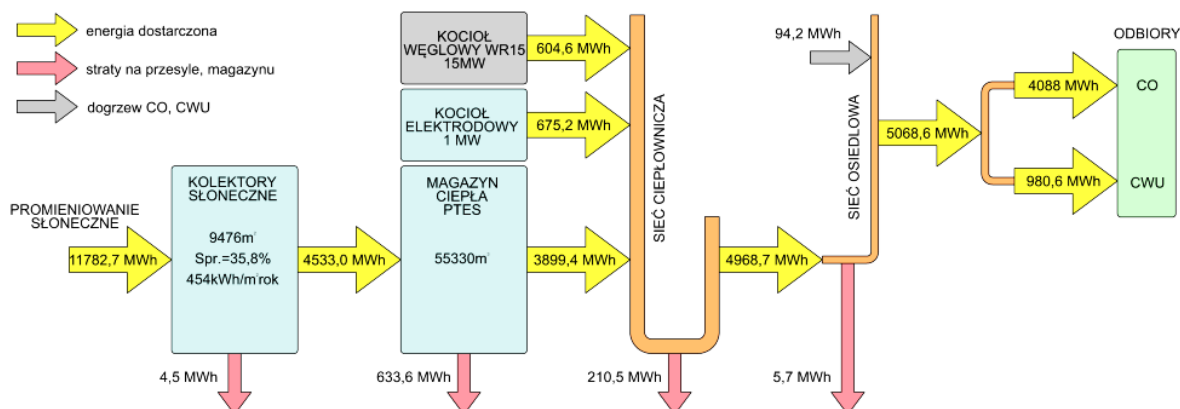 energia dostarczona
straty na przesyle, magazynu
dogrzew CO, CWU
KOCIOŁ
WĘGLOWY WR15
15MW
604,6 MWh
KOCIOŁ
ELEKTRODOWY
1 MW
675,2 MWh
PROMIENIOWANIE
SŁONECZNE
11782,7 MWh
KOLEKTORY
SŁONECZNE
9476m²
Spr.=35,8%
454kWh/m²rok
4,5 MWh
4533,0 MWh
MAGAZYN
CIEPŁA
PTES
55330m²
633,6 MWh
3899,4 MWh
SIEĆ CIEPŁOWNICZA
210,5 MWh
4968,7 MWh
94,2 MWh
SIEĆ OSIEDLOWA
5,7 MWh
5068,6 MWh
ODBIORY
4088 MWh
CO
980,6 MWh
CWU